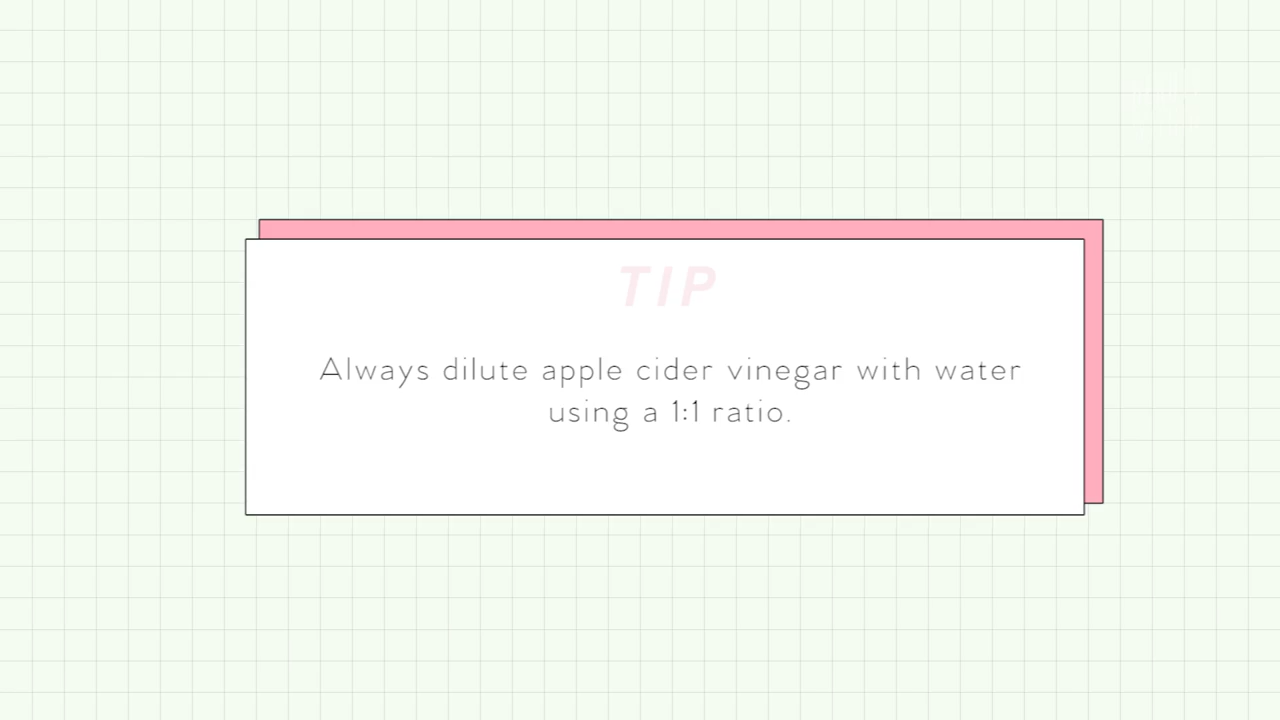 TIP
Always dilute apple cider vinegar with water
using a 1:1 ratio.